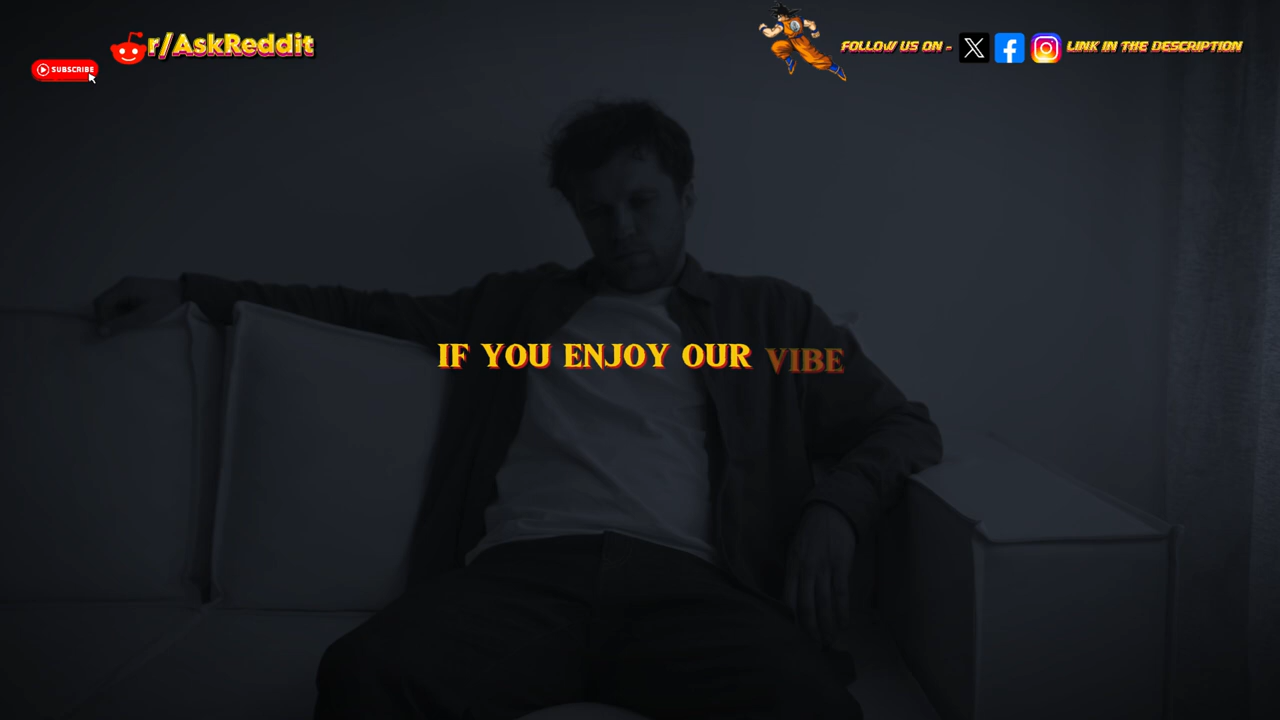 r/AskReddit
SUBSCRIBE
FOLLOW US ON -
LINK IN THE DESCRIPTION
IF YOU ENJOY OUR VIBE